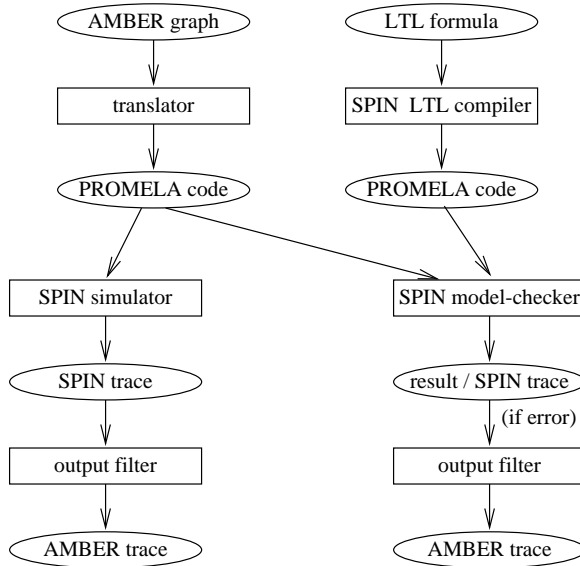 AMBER graph
LTL formula
translator
SPIN LTL compiler
PROMELA code
PROMELA code
SPIN simulator
SPIN model-checker
SPIN trace
result / SPIN trace
(if error)
output filter
output filter
AMBER trace
AMBER trace